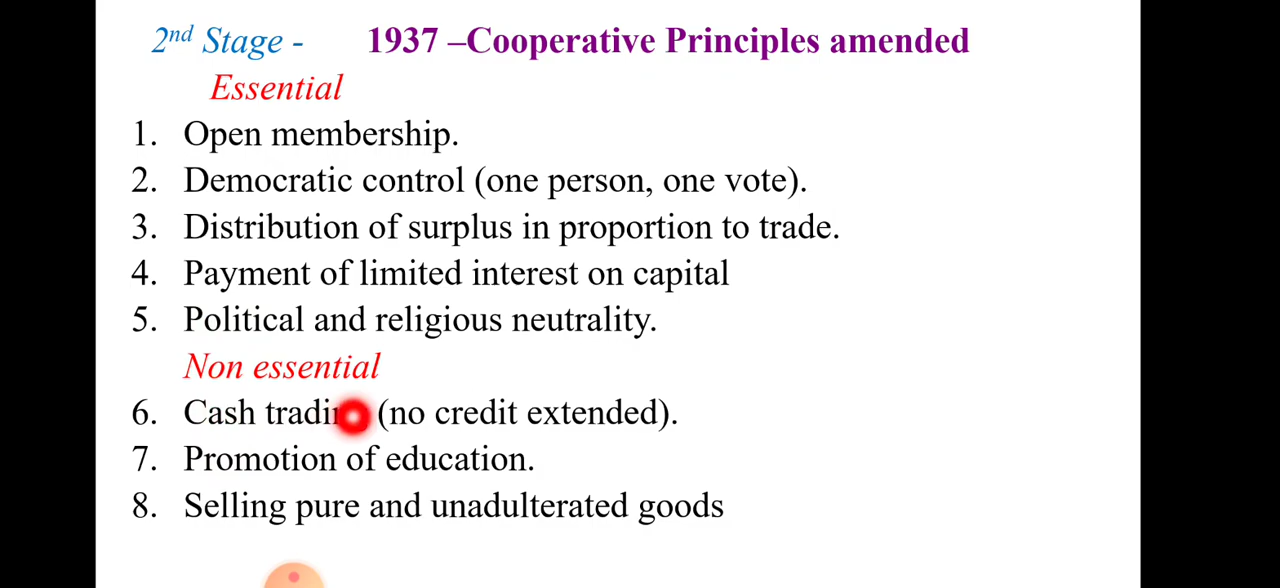 2nd Stage - 1937 –Cooperative Principles amended
Essential
1. Open membership.
2. Democratic control (one person, one vote).
3. Distribution of surplus in proportion to trade.
4. Payment of limited interest on capital
5. Political and religious neutrality.
Non essential
6. Cash trading (no credit extended).
7. Promotion of education.
8. Selling pure and unadulterated goods